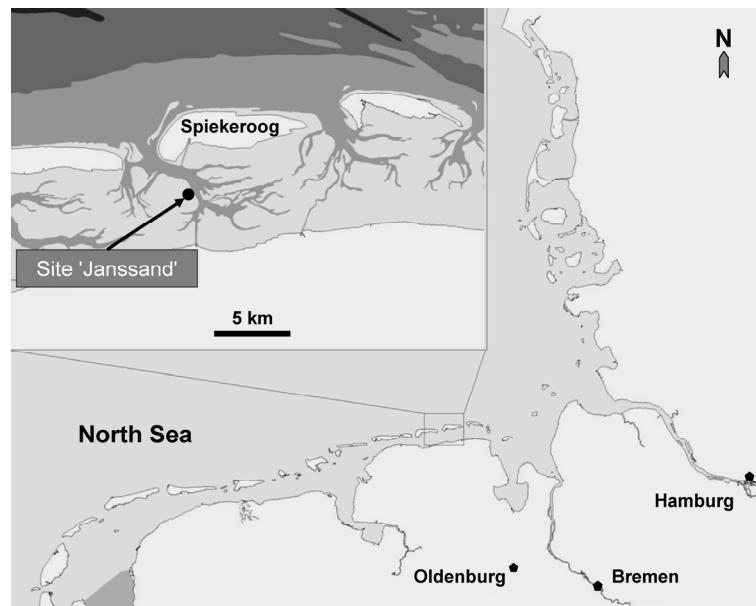 N
Spiekeroog
Site 'Janssand'
5 km
North Sea
Hamburg
Oldenburg
Bremen